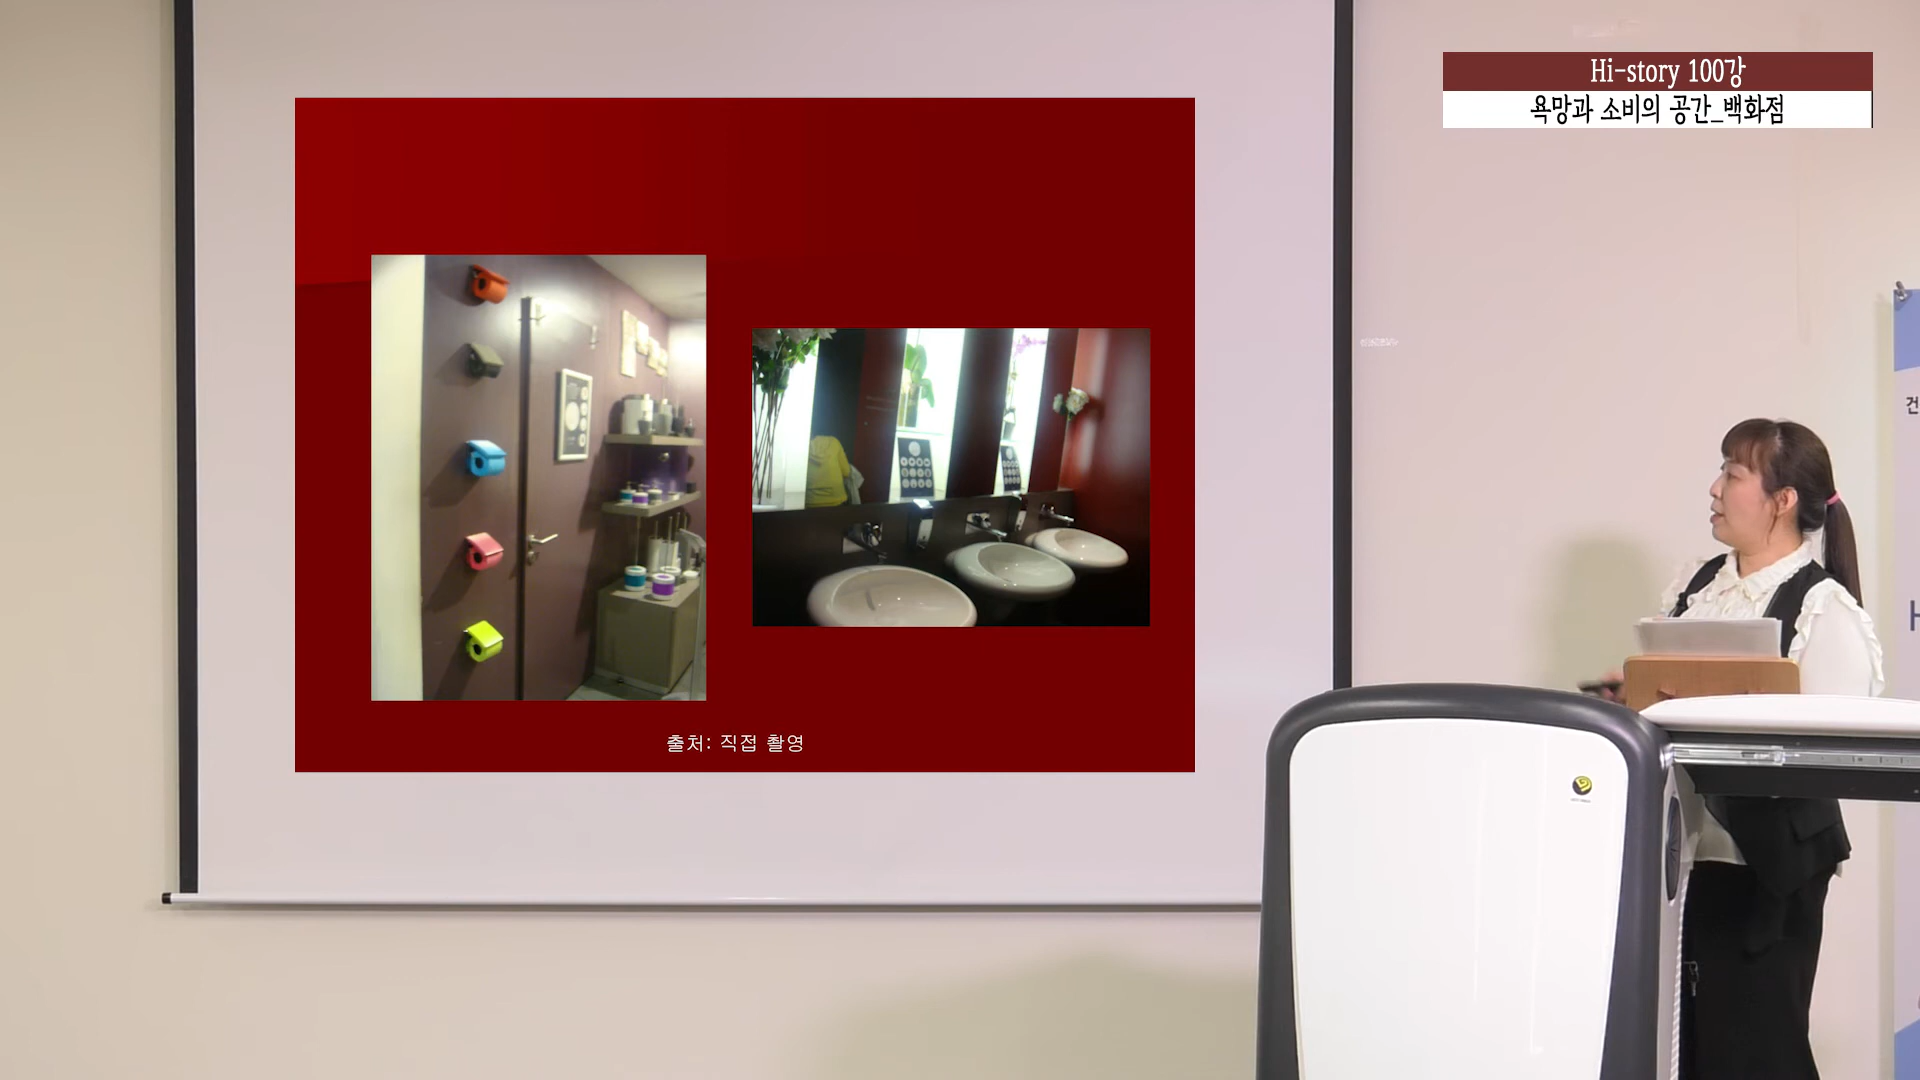 Hi-story 100강
욕망과 소비의 공간_백화점
건
H
출처: 직접 촬영